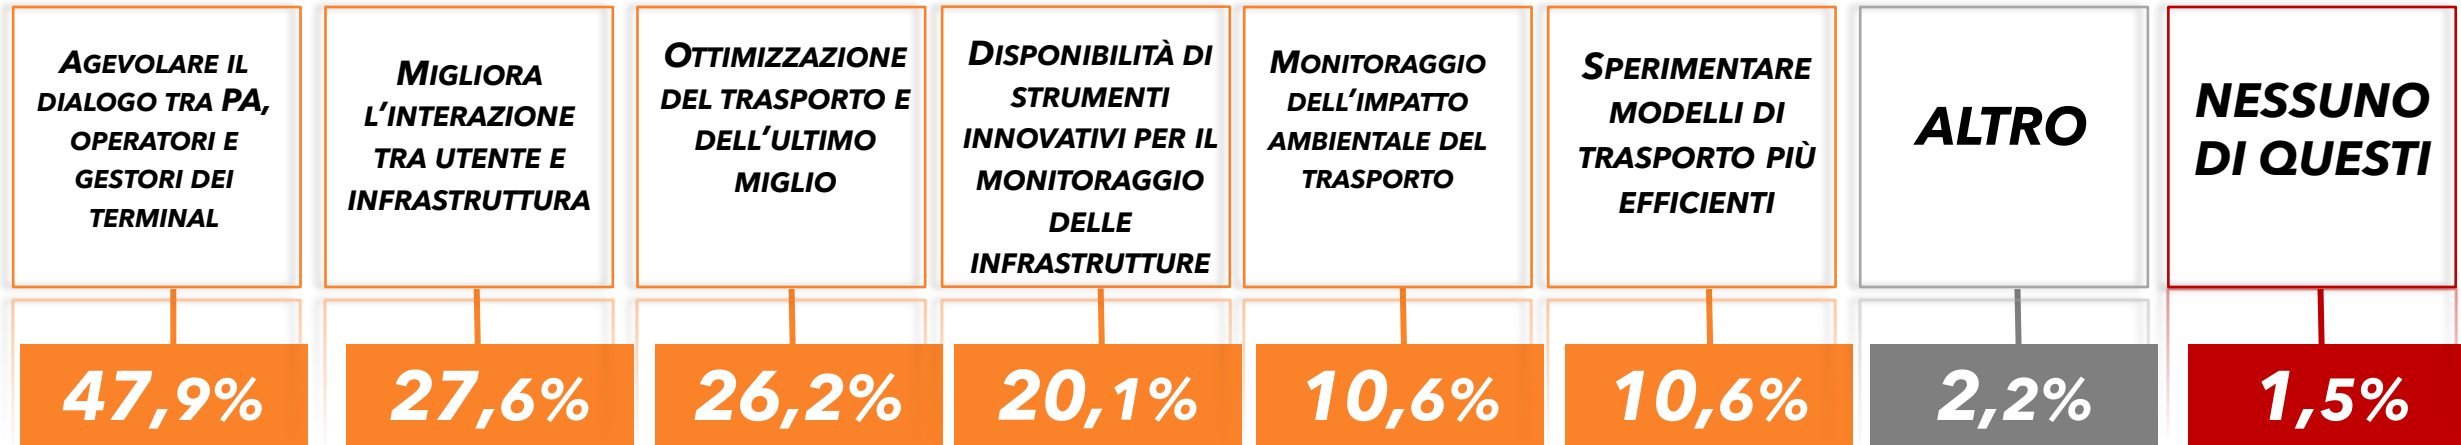 AGEVOLARE IL
DIALOGO TRA PA,
OPERATORI E
GESTORI DEI
TERMINAL
47,9%
MIGLIORA
L'INTERAZIONE
TRA UTENTE E
INFRASTRUTTURA
27,6%
OTTIMIZZAZIONE
DEL TRASPORTO E
DELL'ULTIMO
MIGLIO
26,2%
DISPONIBILITÀ DI
STRUMENTI
INNOVATIVI PER IL
MONITORAGGIO
DELLE
INFRASTRUTTURE
20,1%
MONITORAGGIO
DELL'IMPATTO
AMBIENTALE DEL
TRASPORTO
10,6%
SPERIMENTARE
MODELLI DI
TRASPORTO PIÙ
EFFICIENTI
10,6%
ALTRO
2,2%
NESSUNO
DI QUESTI
1,5%